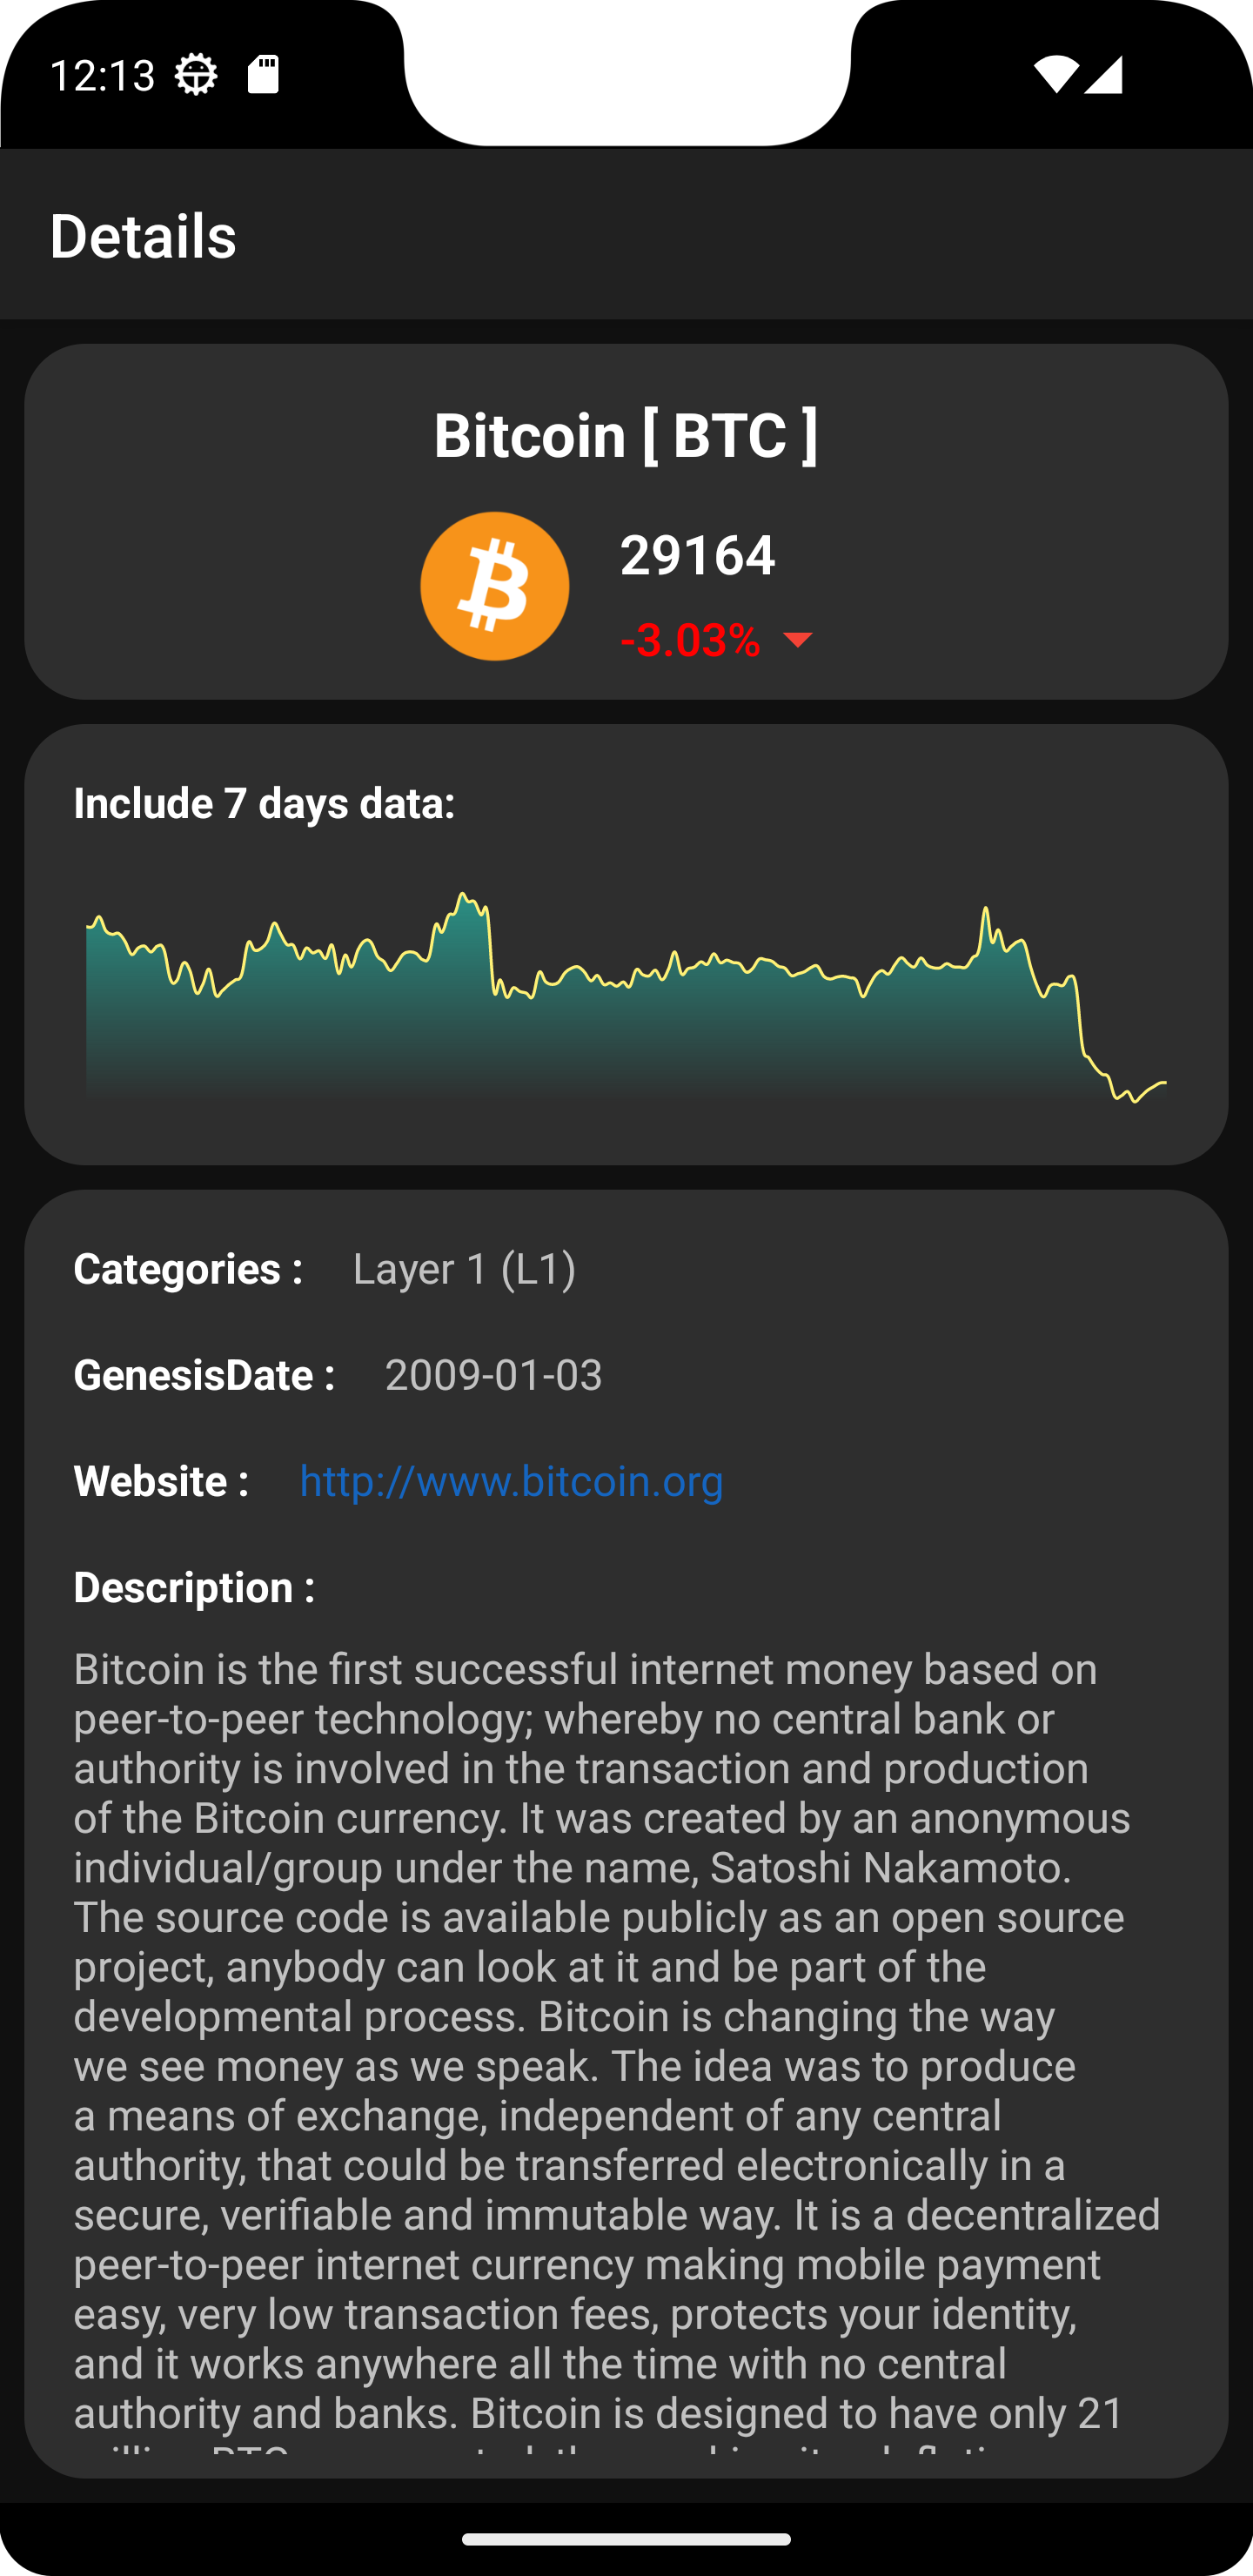 12:13
Details
Bitcoin [ BTC ]
29164
-3.03%
Include 7 days data:
Categories : Layer 1 (L1)
GenesisDate : 2009-01-03
Website : http://www.bitcoin.org
Description :
Bitcoin is the first successful internet money based on
peer-to-peer technology; whereby no central bank or
authority is involved in the transaction and production
of the Bitcoin currency. It was created by an anonymous
individual/group under the name, Satoshi Nakamoto.
The source code is available publicly as an open source
project, anybody can look at it and be part of the
developmental process. Bitcoin is changing the way
we see money as we speak. The idea was to produce
a means of exchange, independent of any central
authority, that could be transferred electronically in a
secure, verifiable and immutable way. It is a decentralized
peer-to-peer internet currency making mobile payment
easy, very low transaction fees, protects your identity,
and it works anywhere all the time with no central
authority and banks. Bitcoin is designed to have only 21